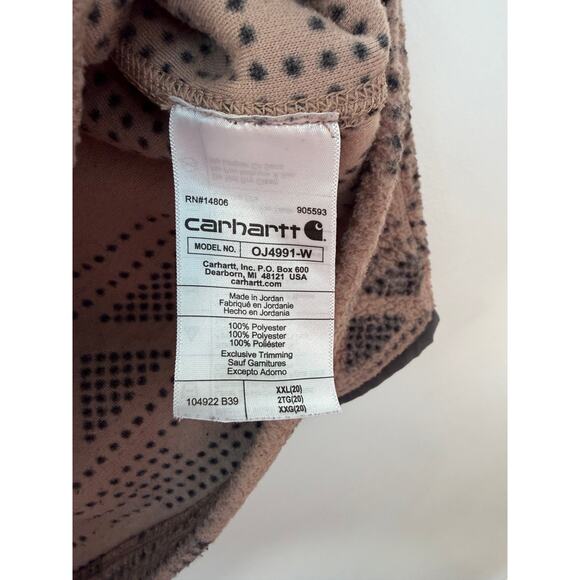 RN#14806
905593
carhartt
MODEL NO. OJ4991-W
Carhartt, Inc. P.O. Box 600
Dearborn, MI 48121 USA
carhartt.com
Made in Jordan
Fabriqué en Jordanie
Hecho en Jordania
100% Polyester
100% Polyester
100% Poliéster
Exclusive Trimming
Sauf Garnitures
Excepto Adorno
104922 B39
XXL(20)
2TG(20)
XXG(20)